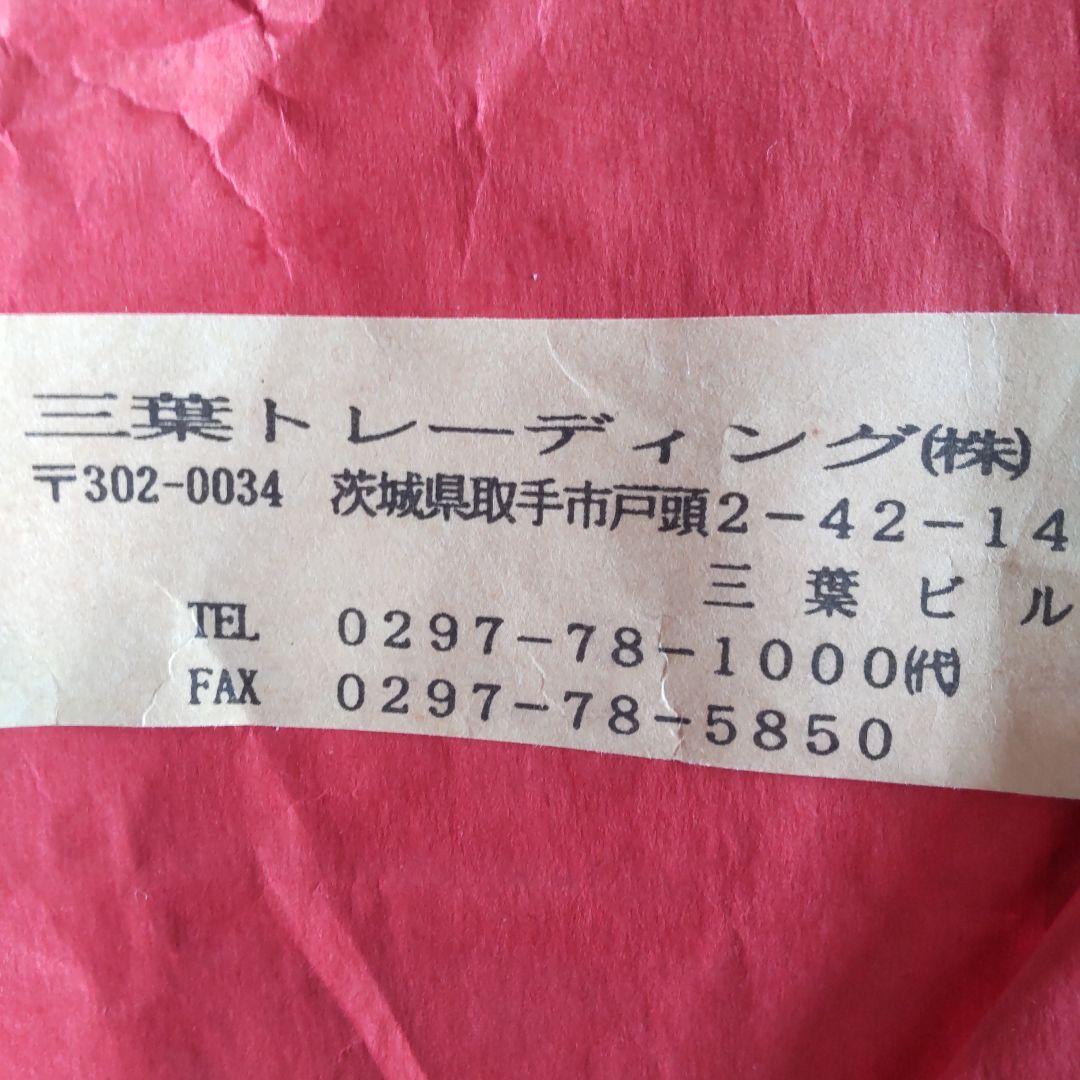 三葉トレーディング㈱
〒302-0034 茨城県取手市戸頭2-42-14
三葉ビル
TEL 0297-78-1000㈹
FAX 0297-78-5850